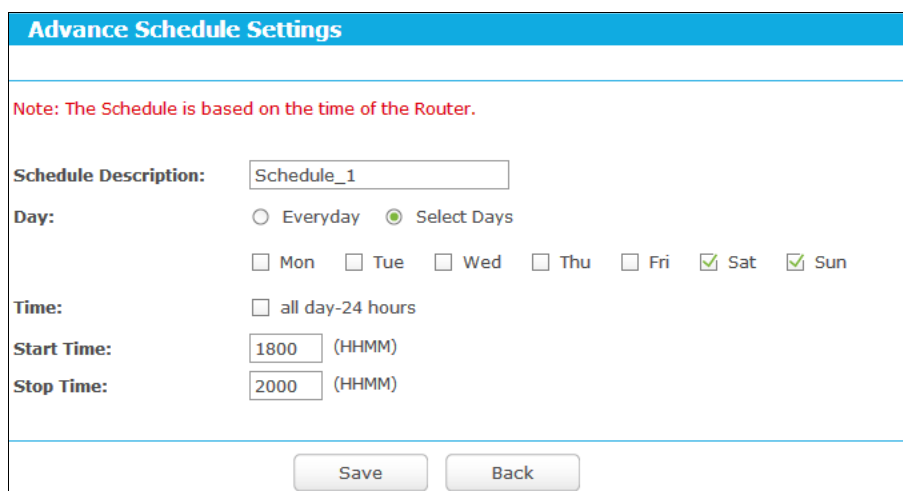 Advance Schedule Settings
Note: The Schedule is based on the time of the Router.
Schedule Description: Schedule_1
Day: Everyday Select Days
Mon Tue Wed Thu Fri Sat Sun
Time: all day-24 hours
Start Time: 1800 (HHMM)
Stop Time: 2000 (HHMM)
Save Back